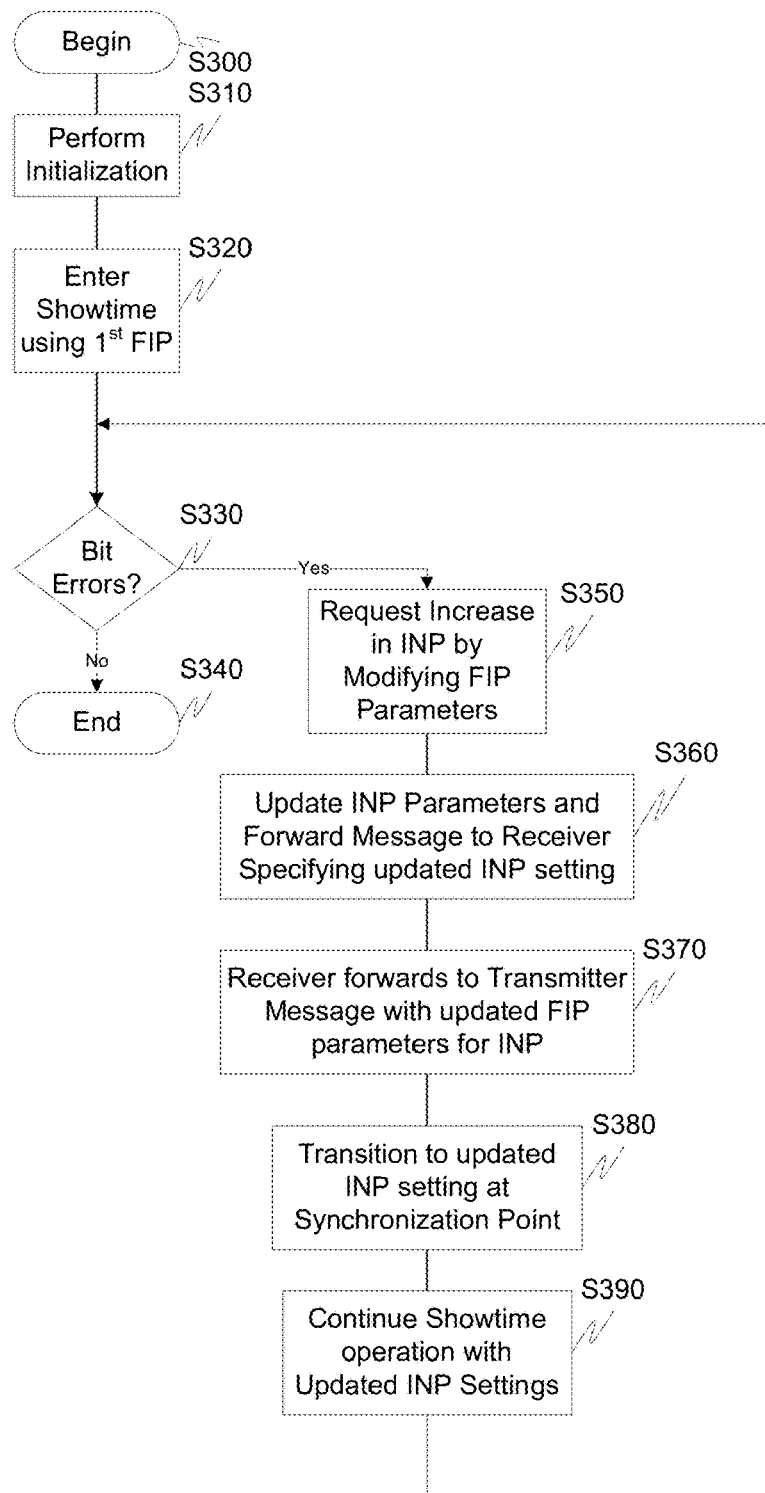 Begin
S300
S310
Perform
Initialization
S320
Enter
Showtime
using 1st FIP
S330
Bit
Errors?
Yes
No
S340
End
S350
Request Increase
in INP by
Modifying FIP
Parameters
S360
Update INP Parameters and
Forward Message to Receiver
Specifying updated INP setting
S370
Receiver forwards to Transmitter
Message with updated FIP
parameters for INP
S380
Transition to updated
INP setting at
Synchronization Point
S390
Continue Showtime
operation with
Updated INP Settings